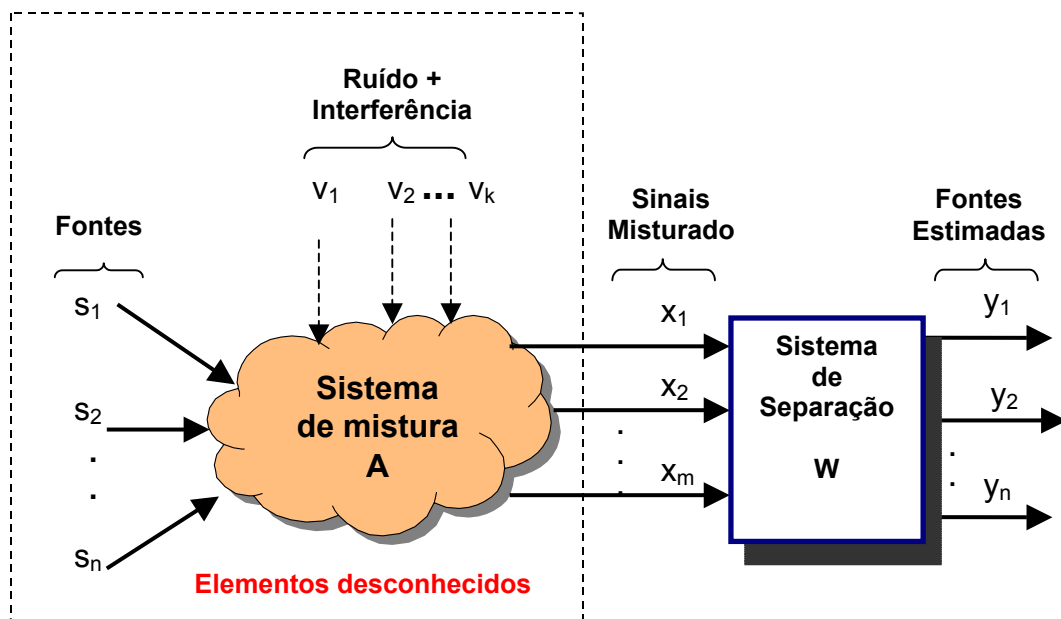 Ruído +
Interferência
v1 v2 ... vk
Fontes
s1
s2
.
.
sn
Sistema
de mistura
A
Elementos desconhecidos
Sinais
Misturado
x1
x2
.
.
xm
Sistema
de
Separação
W
Fontes
Estimadas
y1
y2
.
.
yn